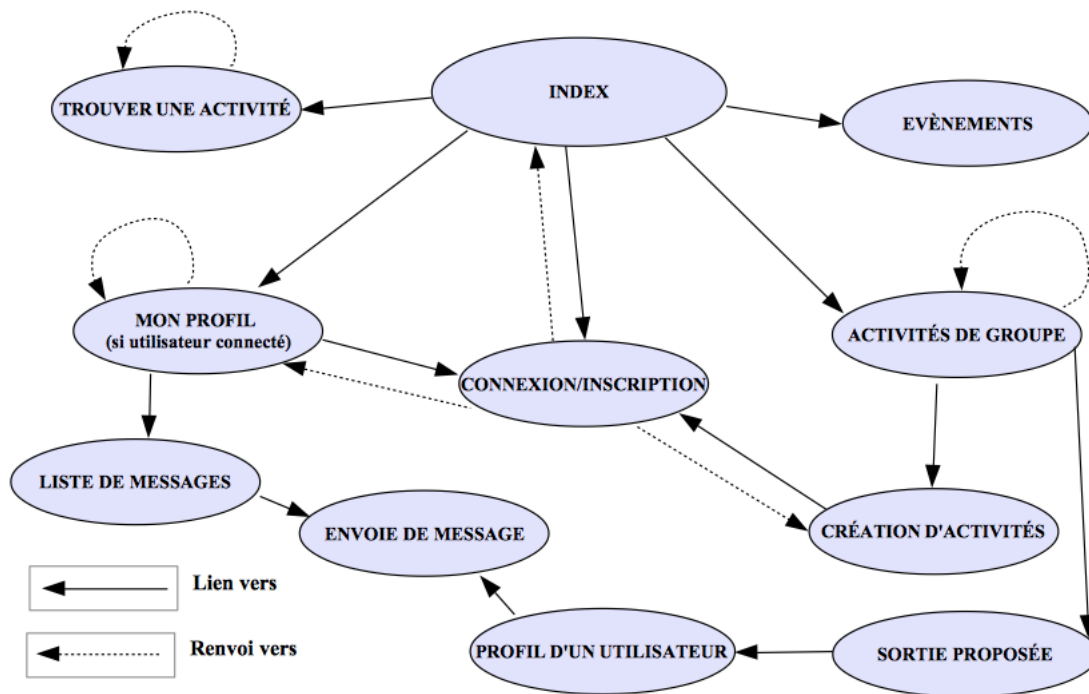 INDEX
TROUVER UNE ACTIVITÉ
EVÈNEMENTS
MON PROFIL
(si utilisateur connecté)
ACTIVITÉS DE GROUPE
CONNEXION/INSCRIPTION
LISTE DE MESSAGES
ENVOIE DE MESSAGE
CRÉATION D'ACTIVITÉS
Lien vers
Renvoi vers
PROFIL D'UN UTILISATEUR
SORTIE PROPOSÉE